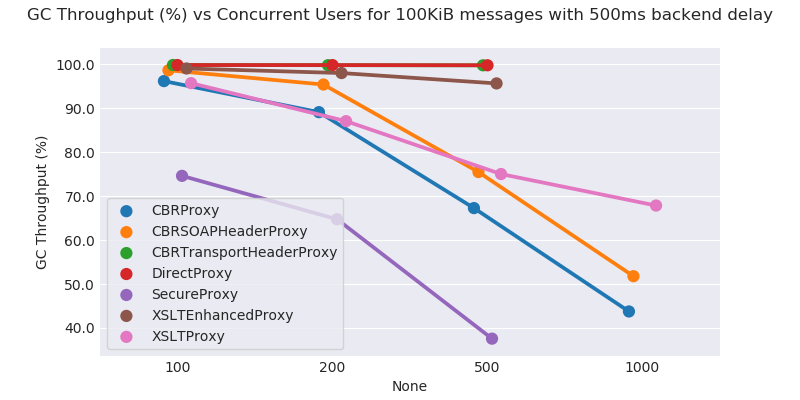 GC Throughput (%) vs Concurrent Users for 100KiB messages with 500ms backend delay
GC Throughput (%)
100.0
90.0
80.0
70.0
60.0
50.0
40.0
CBRProxy
CBRSOAPHeaderProxy
CBRTransportHeaderProxy
DirectProxy
SecureProxy
XSLTEnhancedProxy
XSLTProxy
100 200 500 1000
None